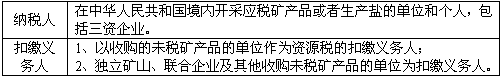 纳税人
在中华人民共和国境内开采应税矿产品或者生产盐的单位和个人，包
括三资企业。
扣缴义
务人
1、以收购的未税矿产品的单位作为资源税的扣缴义务人；
2、独立矿山、联合企业及其他收购未税矿产品的单位为扣缴义务人。